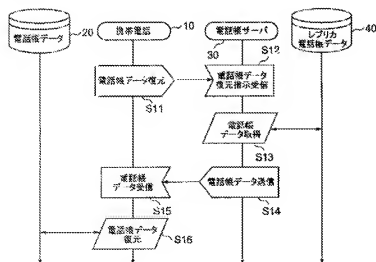 20
電話帳データ
携帯電話
10
電話帳サーバ
30
レプリカ
電話帳データ
40
電話帳データ復元
S11
S12
電話帳データ
復元指示受信
電話帳
データ取得
S13
電話帳データ送信
S14
電話帳
データ受信
S15
電話帳データ
復元
S16